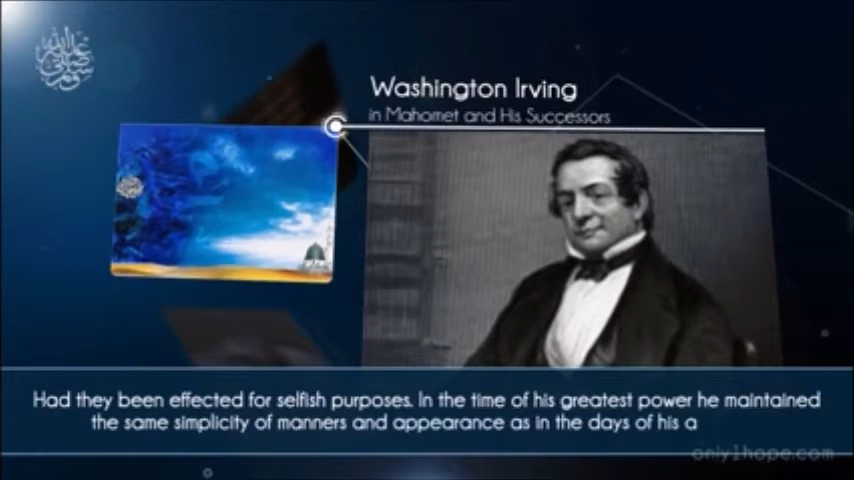 Washington Irving
in Mahomet and His Successors
Had they been effected for selfish purposes. In the time of his greatest power he maintained
the same simplicity of manners and appearance as in the days of his a
only1hope.com